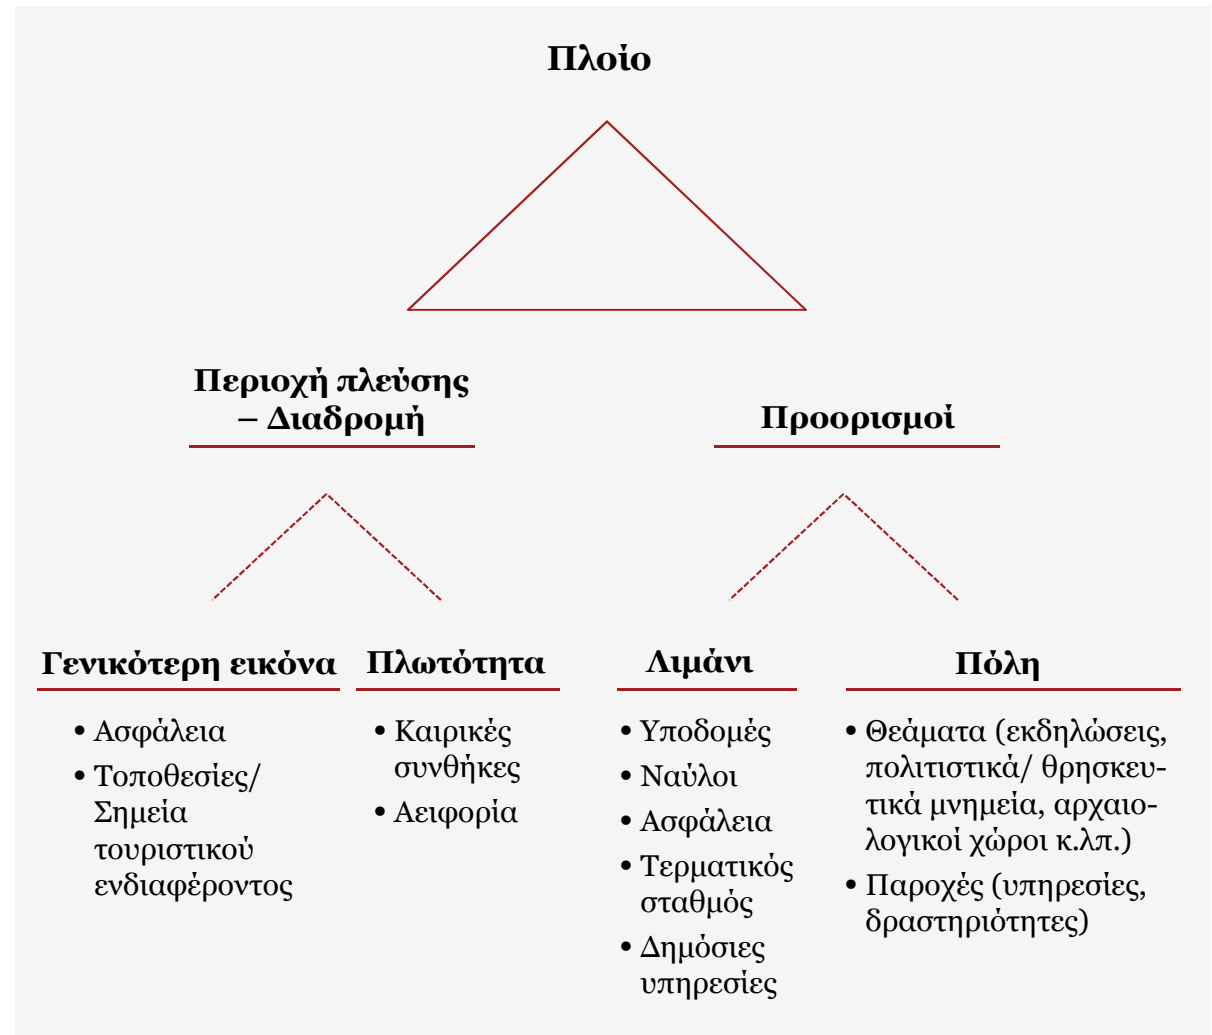 Πλοίο
Περιοχή πλεύσης
– Διαδρομή
Προορισμοί
Γενικότερη εικόνα
• Ασφάλεια
• Τοποθεσίες/
Σημεία
τουριστικού
ενδιαφέροντος
Πλωτότητα
• Καιρικές
συνθήκες
• Αειφορία
Λιμάνι
• Υποδομές
• Ναύλοι
• Ασφάλεια
• Τερματικός
σταθμός
• Δημόσιες
υπηρεσίες
Πόλη
• Θεάματα (εκδηλώσεις,
πολιτιστικά/ θρησκευ-
τικά μνημεία, αρχαιο-
λογικοί χώροι κ.λπ.)
• Παροχές (υπηρεσίες,
δραστηριότητες)